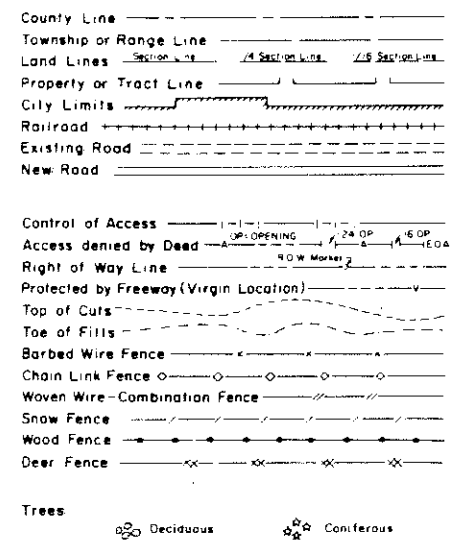 County Line
Township or Range Line
Land Lines Section Line 1/4 Section Line 1/16 Section Line
Property or Tract Line
City Limits
Railroad
Existing Road
New Road
Control of Access
Access denied by Deed OP=OPENING 24 OP 16 OP EOA
Right of Way Line R.O.W. Marker
Protected by Freeway (Virgin Location)
Top of Cuts
Toe of Fills
Barbed Wire Fence
Chain Link Fence
Woven Wire-Combination Fence
Snow Fence
Wood Fence
Deer Fence
Trees
Deciduous Coniferous